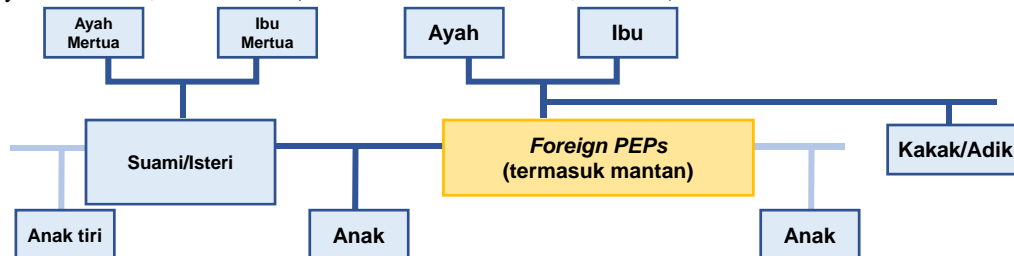 Ayah
Mertua
Ibu
Mertua
Ayah
Ibu
Suami/Isteri
Foreign PEPs
(termasuk mantan)
Kakak/Adik
Anak tiri
Anak
Anak